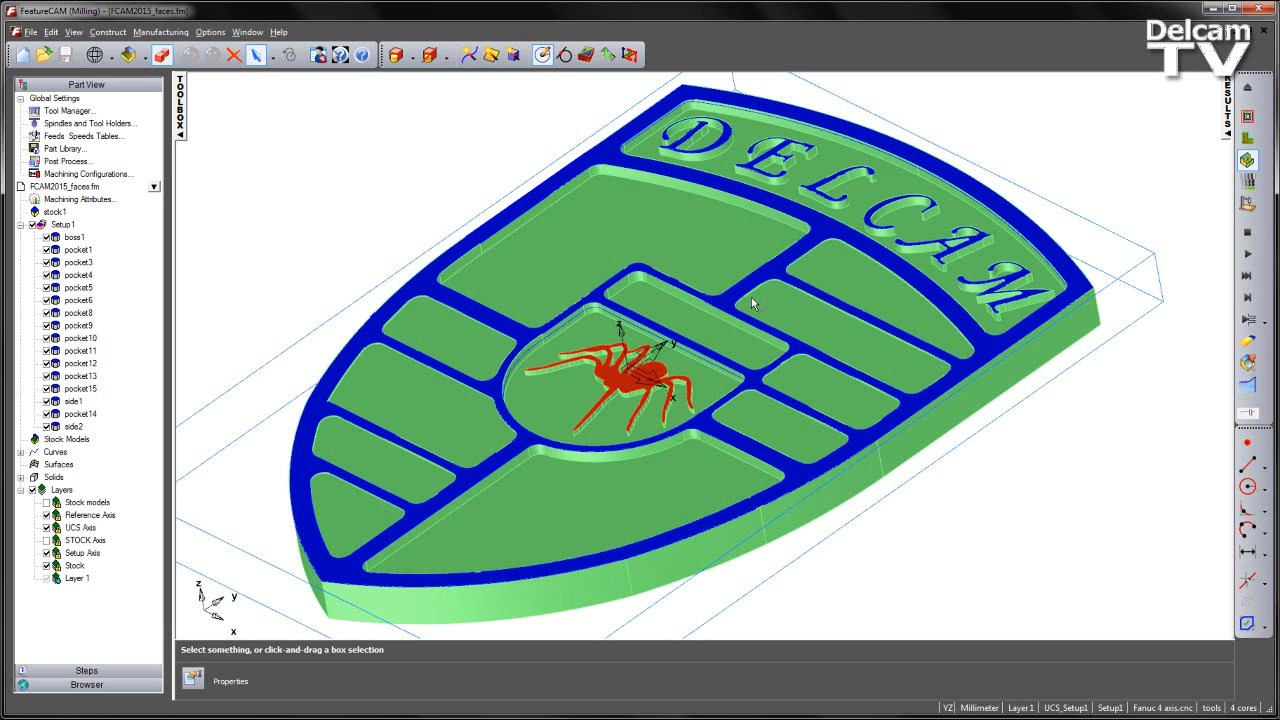 FeatureCAM (Milling) - [FCAM2015_faces.fm]
File Edit View Construct Manufacturing Options Window Help
Delcam
TV
Part View
Global Settings
Tool Manager...
Spindles and Tool Holders...
Feeds Speeds Tables...
Part Library...
Post Process...
Machining Configurations...
FCAM2015_faces.fm
Machining Attributes...
stock1
Setup1
boss1
pocket1
pocket3
pocket4
pocket5
pocket6
pocket8
pocket9
pocket10
pocket11
pocket12
pocket13
pocket15
side1
pocket14
side2
Stock Models
Curves
Surfaces
Solids
Layers
Stock models
Reference Axis
UCS Axis
STOCK Axis
Setup Axis
Stock
Layer 1
Steps
Browser
TOOLBOX
DELCAM
z
y
x
z
y
x
RESULTS
Select something, or click-and-drag a box selection
Properties
YZ Millimeter Layer1 UCS_Setup1 Setup1 Fanuc 4 axis.cnc tools 4 cores